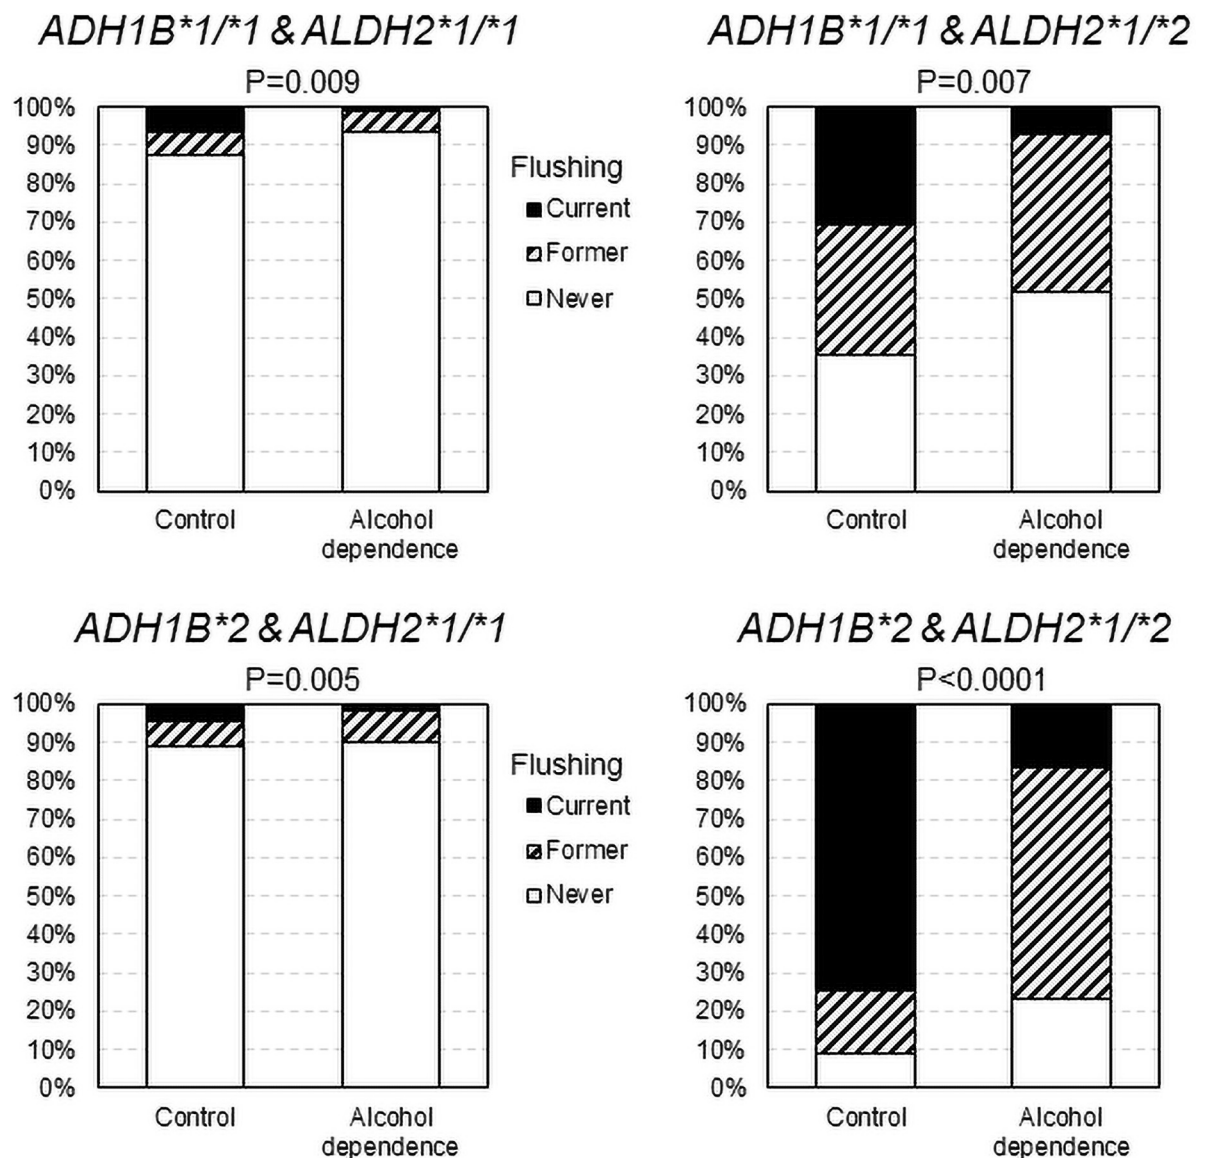 ADH1B*1/*1 & ALDH2*1/*1
P=0.009
100%
90%
80%
70%
60%
50%
40%
30%
20%
10%
0%
Control
Alcohol
dependence
Flushing
Current
Former
Never
ADH1B*1/*1 & ALDH2*1/*2
P=0.007
100%
90%
80%
70%
60%
50%
40%
30%
20%
10%
0%
Control
Alcohol
dependence
ADH1B*2 & ALDH2*1/*1
P=0.005
100%
90%
80%
70%
60%
50%
40%
30%
20%
10%
0%
Control
Alcohol
dependence
Flushing
Current
Former
Never
ADH1B*2 & ALDH2*1/*2
P<0.0001
100%
90%
80%
70%
60%
50%
40%
30%
20%
10%
0%
Control
Alcohol
dependence